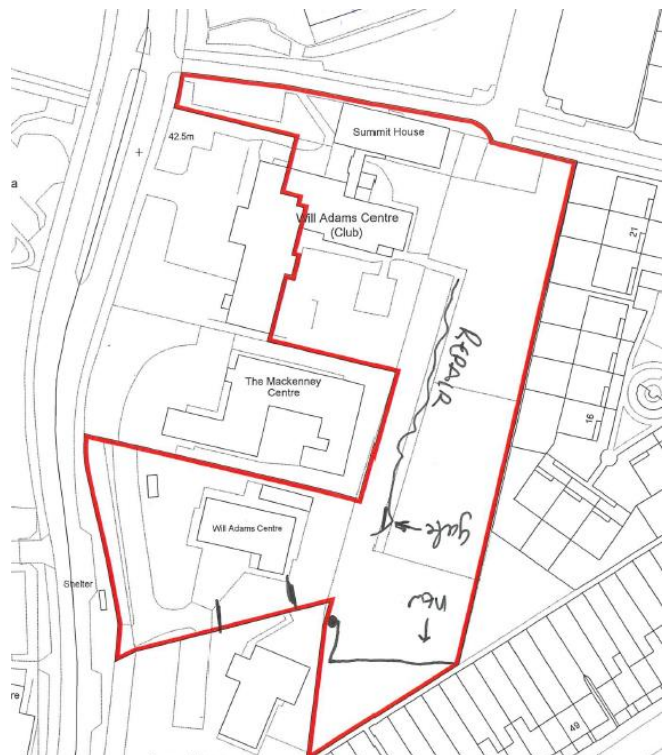 Summit House
42.5m
a
Will Adams Centre
(Club)
21
REPAIR
The Mackenney
Centre
16
gate
Will Adams Centre
new
Shelter
re
49